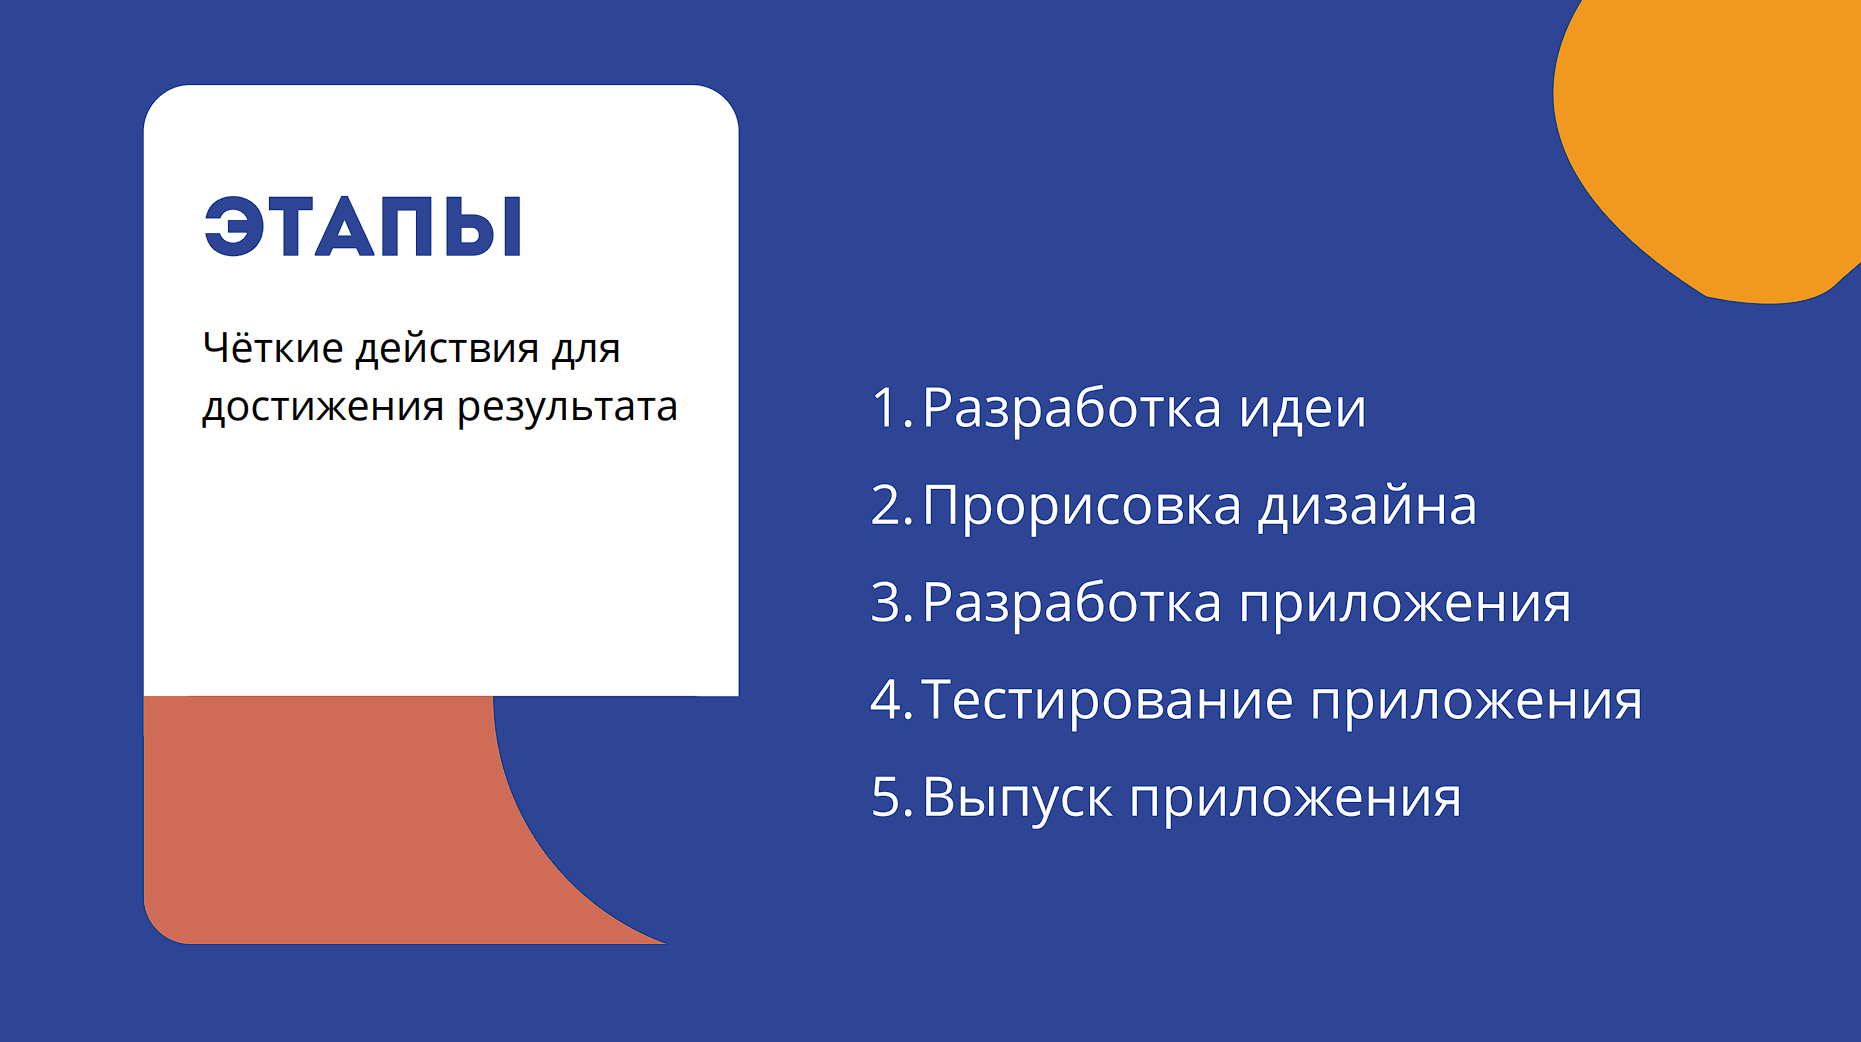 ЭТАПЫ
Чёткие действия для
достижения результата
1. Разработка идеи
2. Прорисовка дизайна
3. Разработка приложения
4. Тестирование приложения
5. Выпуск приложения